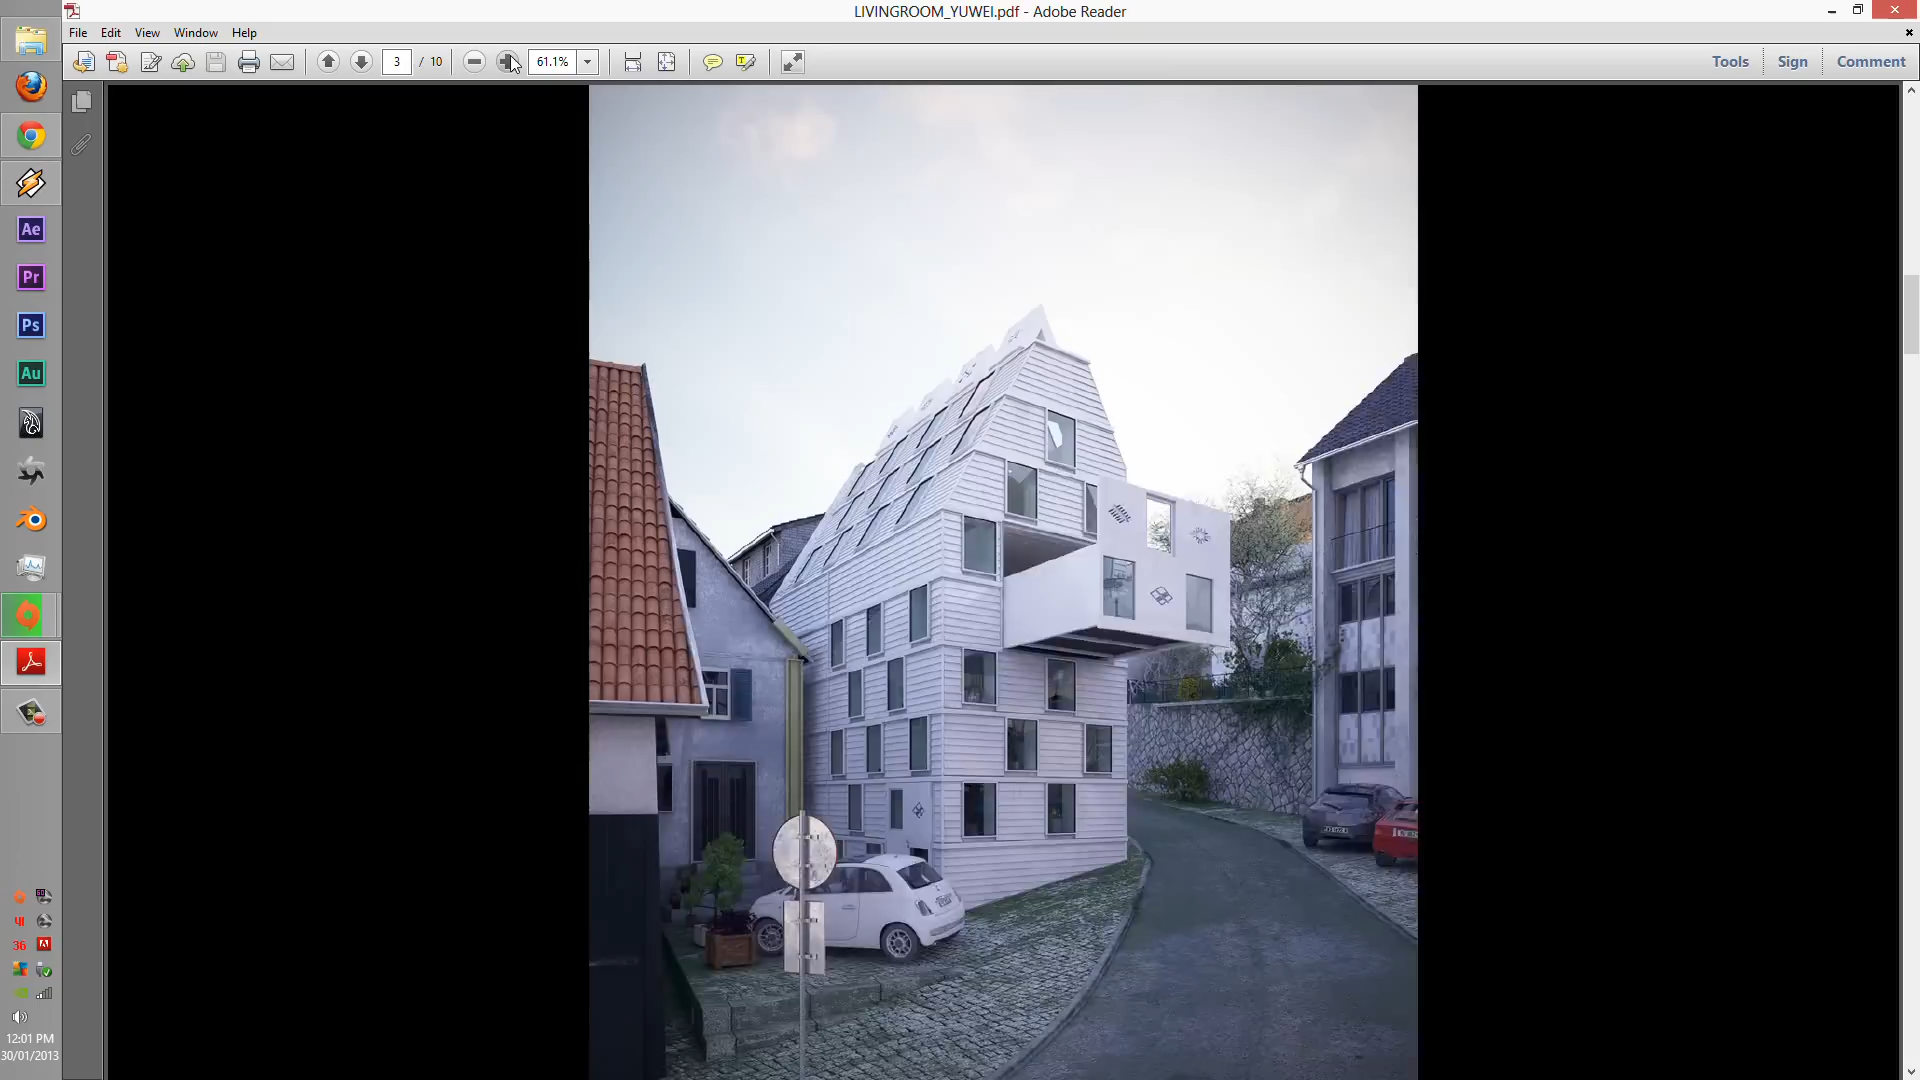 LIVINGROOM_YUWEI.pdf - Adobe Reader
File Edit View Window Help
3 / 10
61.1%
Tools Sign Comment
Ae
Pr
Ps
Au
36
12:01 PM
30/01/2013